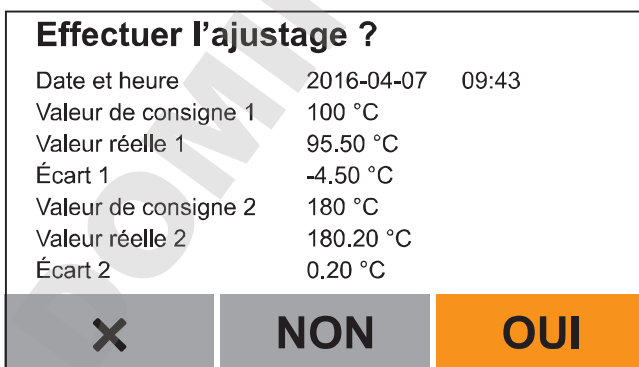 Effectuer l’ajustage ?
Date et heure 2016-04-07 09:43
Valeur de consigne 1 100 °C
Valeur réelle 1 95.50 °C
Écart 1 -4.50 °C
Valeur de consigne 2 180 °C
Valeur réelle 2 180.20 °C
Écart 2 0.20 °C
✕ NON OUI